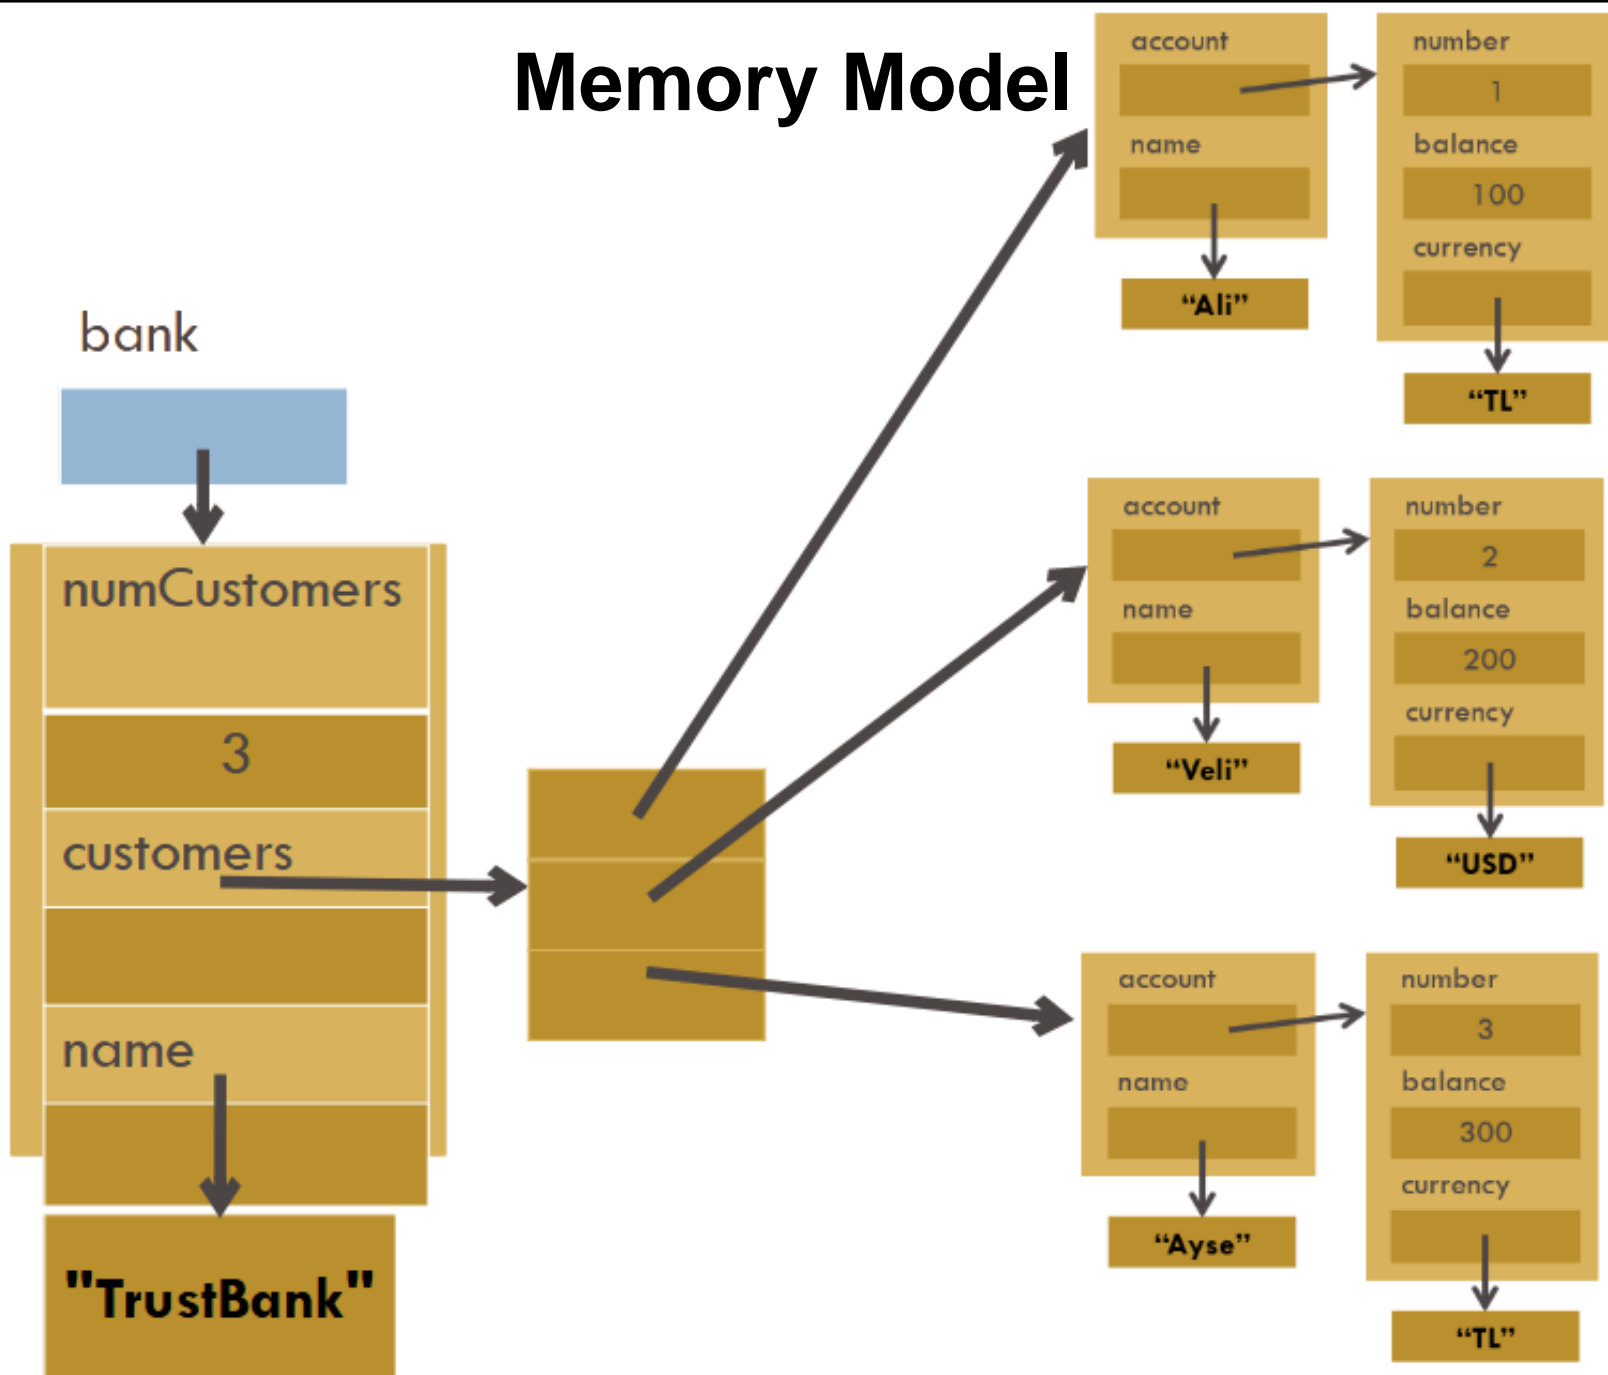 Memory Model
bank
numCustomers
3
customers
name
"TrustBank"
account
name
“Ali”
number
1
balance
100
currency
“TL”
account
name
“Veli”
number
2
balance
200
currency
“USD”
account
name
“Ayse”
number
3
balance
300
currency
“TL”